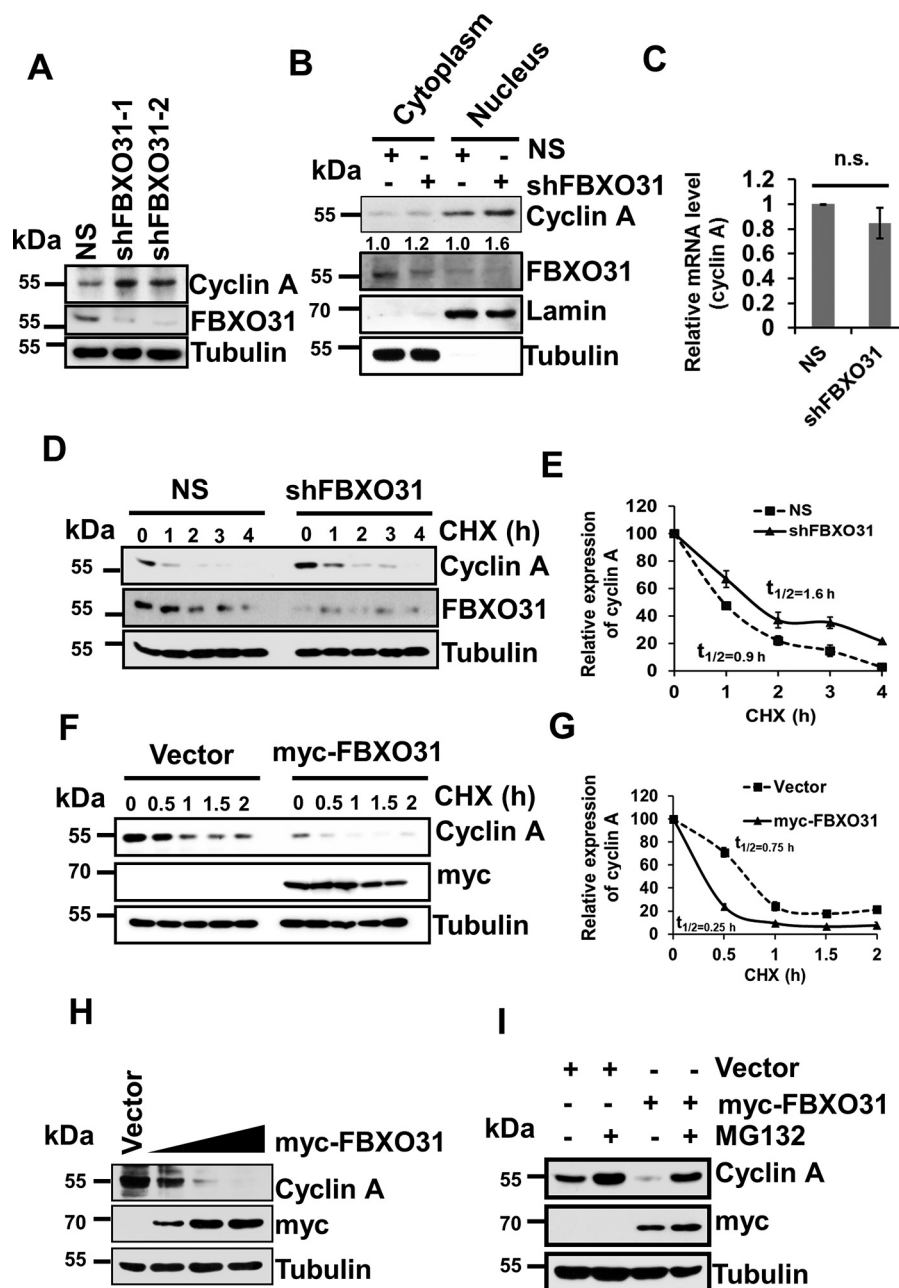 A
NS
shFBXO31-1
shFBXO31-2
kDa
55 Cyclin A
55 FBXO31
55 Tubulin
B
Cytoplasm Nucleus
kDa
+ - + - NS
- + - + shFBXO31
55 Cyclin A
1.0 1.2 1.0 1.6
55 FBXO31
70 Lamin
55 Tubulin
C
n.s.
Relative mRNA level
(cyclin A)
1.2
1
0.8
0.6
0.4
0.2
0
NS
shFBXO31
D
NS shFBXO31
kDa 0 1 2 3 4 0 1 2 3 4 CHX (h)
55 Cyclin A
55 FBXO31
55 Tubulin
E
NS
shFBXO31
Relative expression
of cyclin A
120
100
80
60
40
20
0
t1/2=1.6 h
t1/2=0.9 h
0 1 2 3 4
CHX (h)
F
Vector myc-FBXO31
kDa 0 0.5 1 1.5 2 0 0.5 1 1.5 2 CHX (h)
55 Cyclin A
70 myc
55 Tubulin
G
Vector
myc-FBXO31
Relative expression
of cyclin A
120
100
80
60
40
20
0
t1/2=0.75 h
t1/2=0.25 h
0 0.5 1 1.5 2
CHX (h)
H
Vector
myc-FBXO31
kDa
55 Cyclin A
70 myc
55 Tubulin
I
+ + - - Vector
- - + + myc-FBXO31
kDa - + - + MG132
55 Cyclin A
70 myc
55 Tubulin